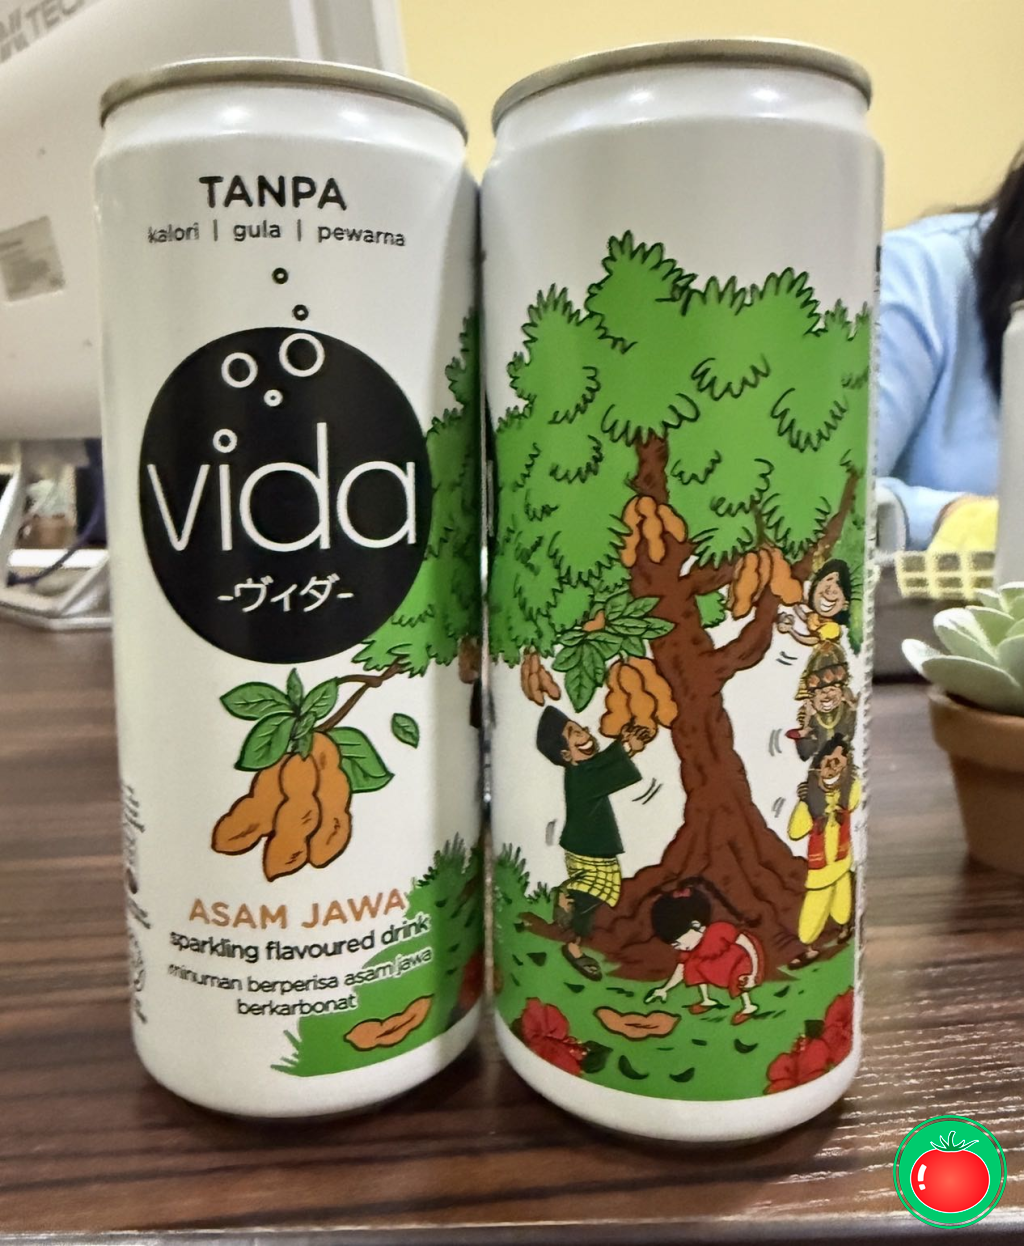 TANPA
kalori | gula | pewarna
vida
-ヴィダ-
ASAM JAWA
sparkling flavoured drink
minuman berperisa asam jawa
berkarbonat